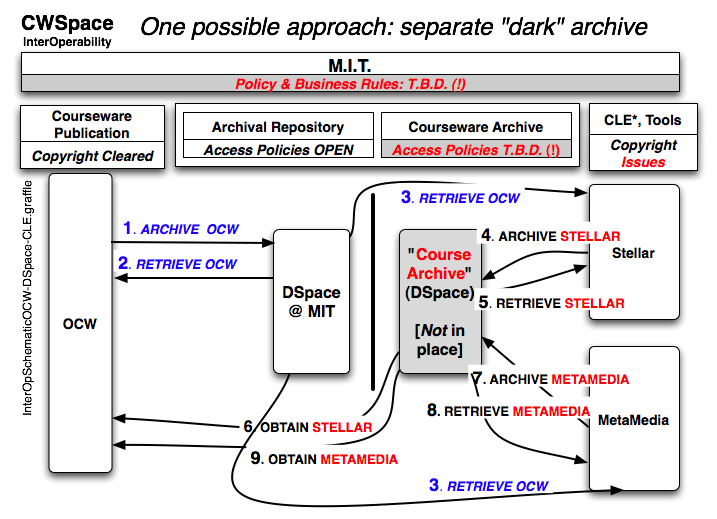 CWSpace
InterOperability
One possible approach: separate "dark" archive
M.I.T.
Policy & Business Rules: T.B.D. (!)
Courseware
Publication
Copyright Cleared
Archival Repository
Access Policies OPEN
Courseware Archive
Access Policies T.B.D. (!)
CLE*, Tools
Copyright
Issues
InterOpSchematicOCW-DSpace-CLE.graffle
OCW
1. ARCHIVE OCW
2. RETRIEVE OCW
DSpace
@ MIT
3. RETRIEVE OCW
"Course
Archive"
(DSpace)
[Not in
place]
4. ARCHIVE STELLAR
Stellar
5. RETRIEVE STELLAR
7. ARCHIVE METAMEDIA
8. RETRIEVE METAMEDIA
MetaMedia
6. OBTAIN STELLAR
9. OBTAIN METAMEDIA
3. RETRIEVE OCW